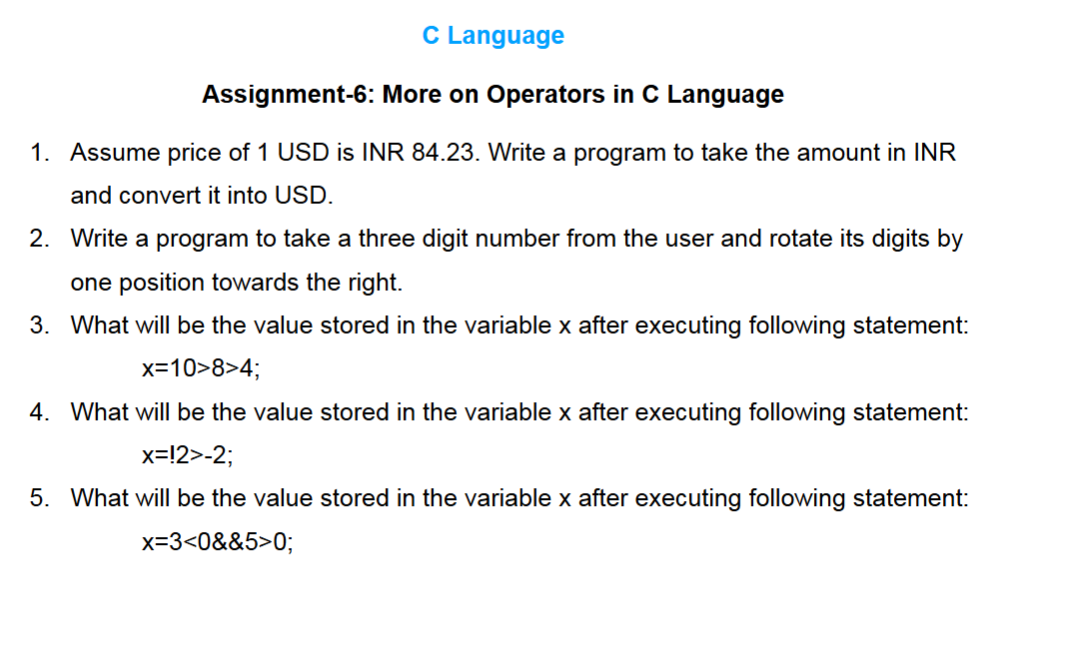 C Language
Assignment-6: More on Operators in C Language
1. Assume price of 1 USD is INR 84.23. Write a program to take the amount in INR
and convert it into USD.
2. Write a program to take a three digit number from the user and rotate its digits by
one position towards the right.
3. What will be the value stored in the variable x after executing following statement:
x=10>8>4;
4. What will be the value stored in the variable x after executing following statement:
x=!2>-2;
5. What will be the value stored in the variable x after executing following statement:
x=3<0&&5>0;